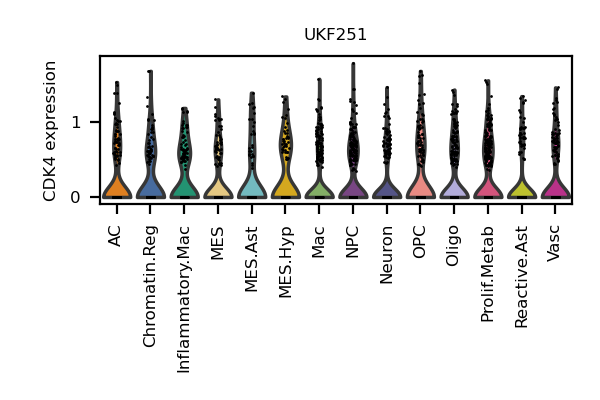 UKF251
CDK4 expression
1
0
AC
Chromatin.Reg
Inflammatory.Mac
MES
MES.Ast
MES.Hyp
Mac
NPC
Neuron
OPC
Oligo
Prolif.Metab
Reactive.Ast
Vasc